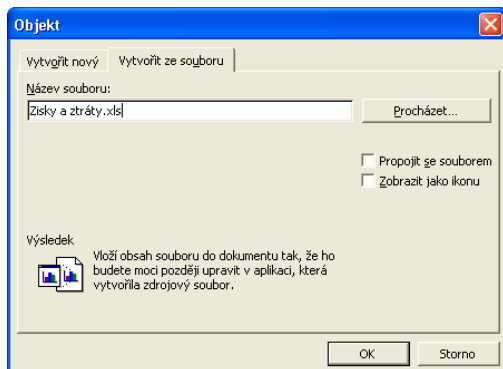 Objekt
Vytvořit nový
Vytvořit ze souboru
Název souboru:
Zisky a ztráty.xls
Procházet...
Propojit se souborem
Zobrazit jako ikonu
Výsledek
Vloží obsah souboru do dokumentu tak, že ho
budete moci později upravit v aplikaci, která
vytvořila zdrojový soubor.
OK
Storno